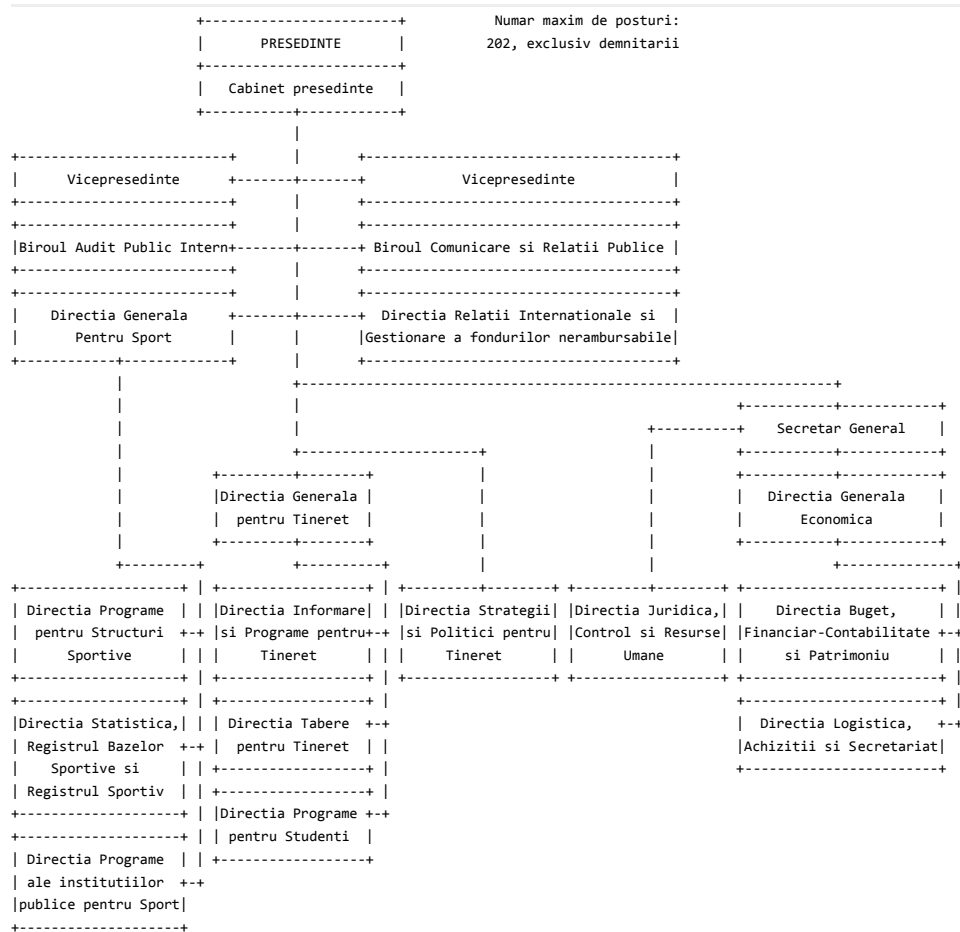 Numar maxim de posturi:
PRESEDINTE
202, exclusiv demnitarii
Cabinet presedinte
Vicepresedinte
Vicepresedinte
Biroul Audit Public Intern
Biroul Comunicare si Relatii Publice
Directia Generala
Pentru Sport
Directia Relatii Internationale si
Gestionare a fondurilor nerambursabile
Secretar General
Directia Generala
pentru Tineret
Directia Generala
Economica
Directia Programe
pentru Structuri
Sportive
Directia Informare
si Programe pentru
Tineret
Directia Strategii
si Politici pentru
Tineret
Directia Juridica,
Control si Resurse
Umane
Directia Buget,
Financiar-Contabilitate
si Patrimoniu
Directia Statistica,
Registrul Bazelor
Sportive si
Registrul Sportiv
Directia Tabere
pentru Tineret
Directia Logistica,
Achizitii si Secretariat
Directia Programe
pentru Studenti
Directia Programe
ale institutiilor
publice pentru Sport